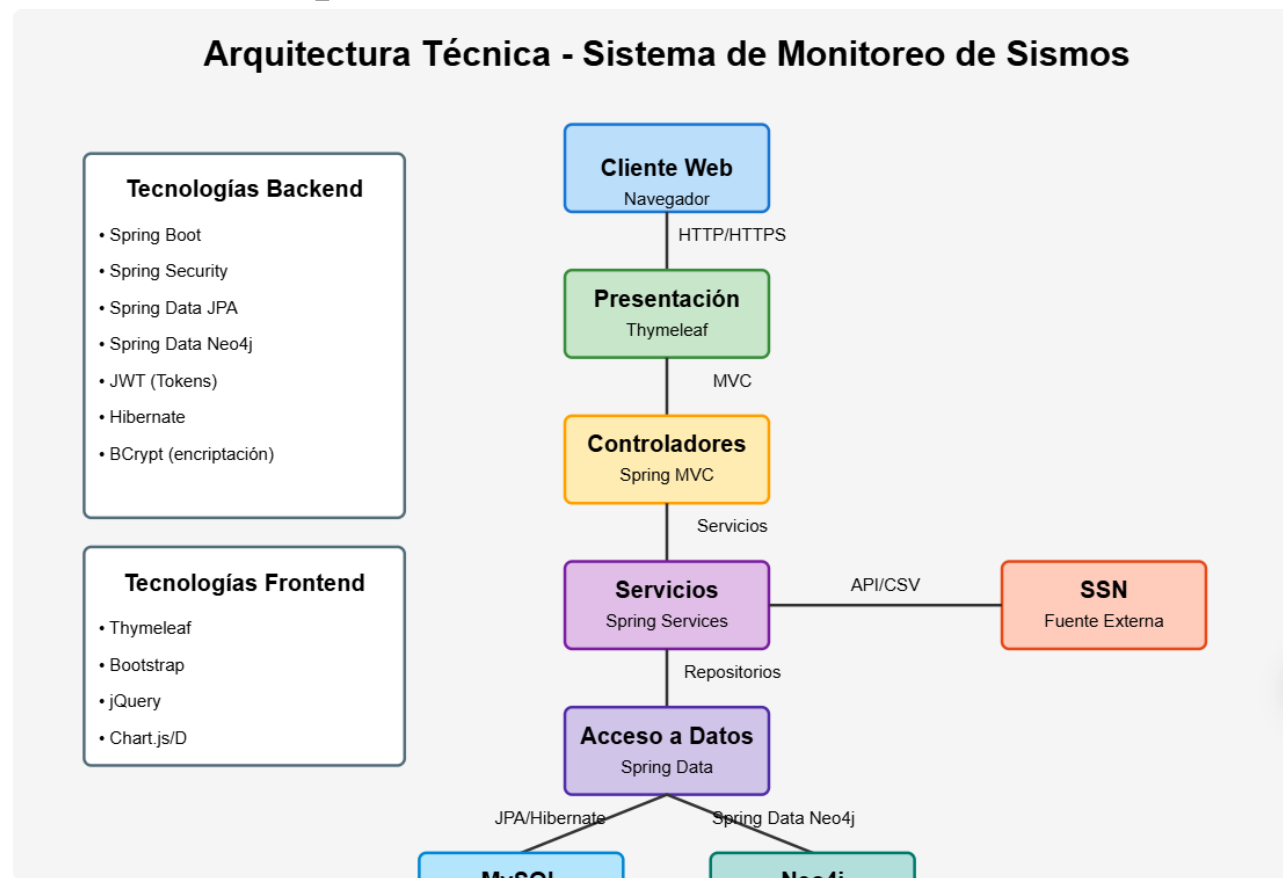 Arquitectura Técnica - Sistema de Monitoreo de Sismos
Tecnologías Backend
• Spring Boot
• Spring Security
• Spring Data JPA
• Spring Data Neo4j
• JWT (Tokens)
• Hibernate
• BCrypt (encriptación)
Tecnologías Frontend
• Thymeleaf
• Bootstrap
• jQuery
• Chart.js/D
Cliente Web
Navegador
HTTP/HTTPS
Presentación
Thymeleaf
MVC
Controladores
Spring MVC
Servicios
Servicios
Spring Services
API/CSV
SSN
Fuente Externa
Repositorios
Acceso a Datos
Spring Data
JPA/Hibernate
Spring Data Neo4j
MySQL
Neo4j